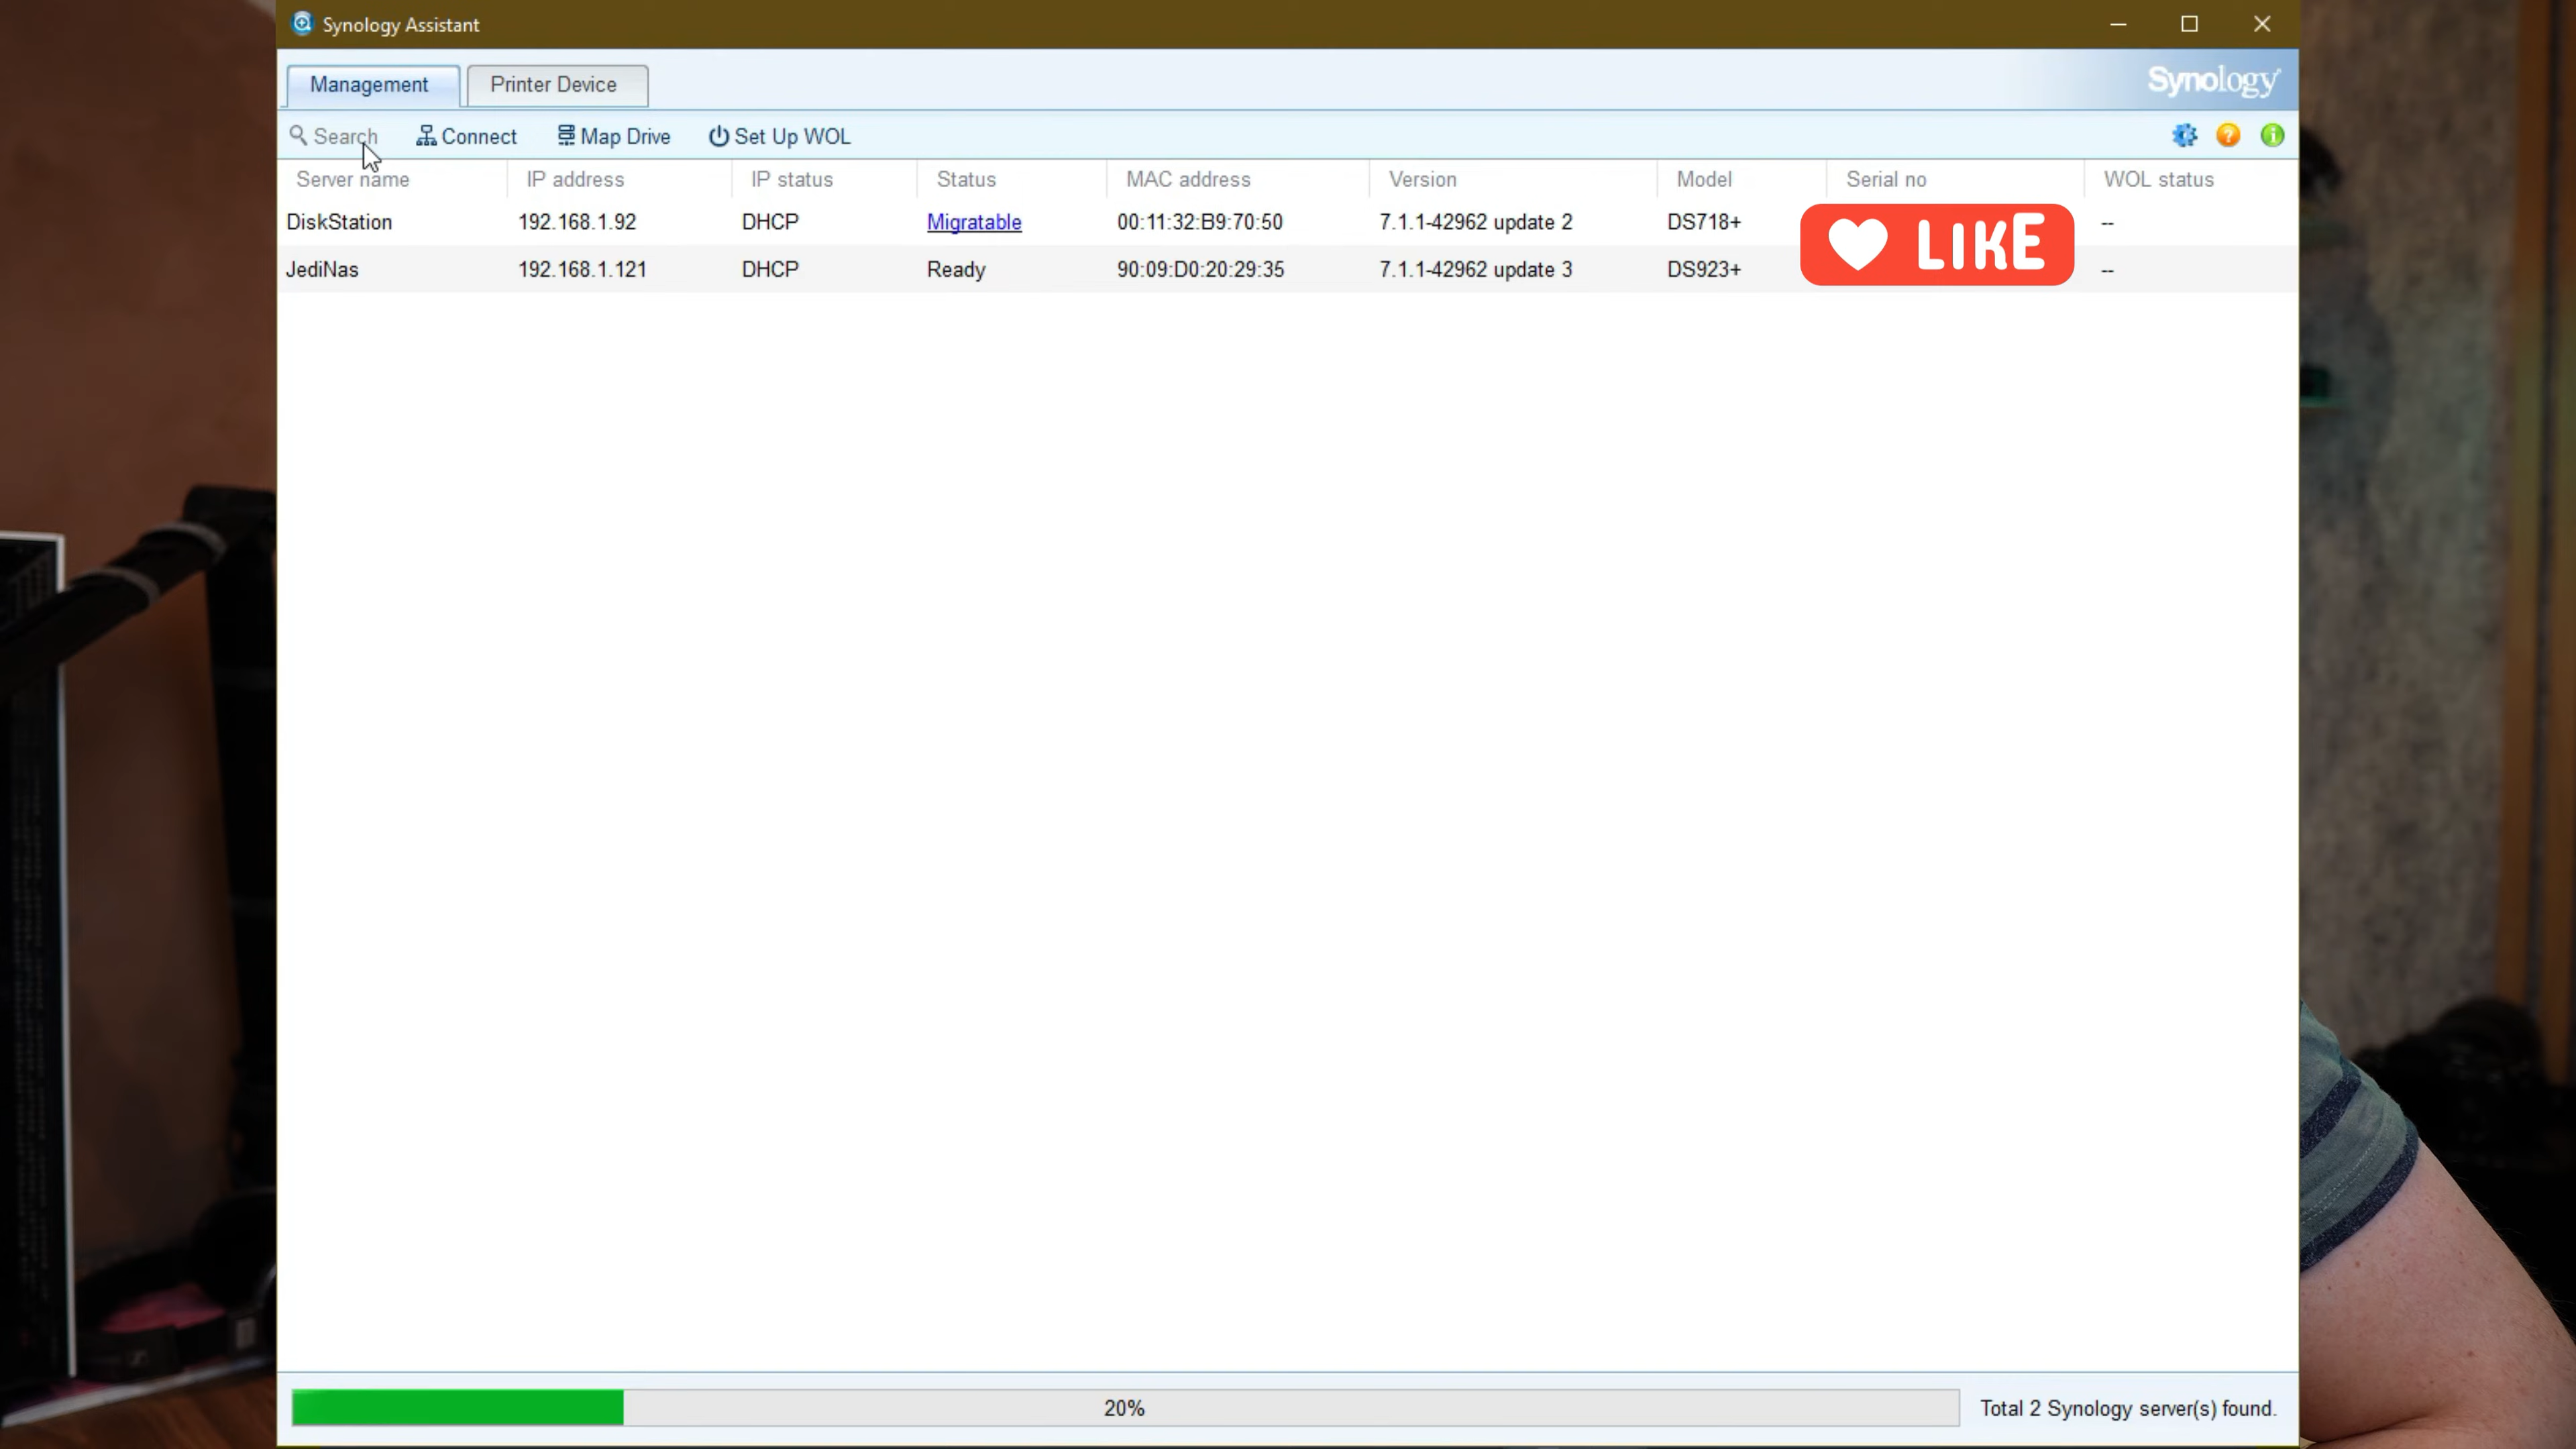 Synology Assistant
Management Printer Device Synology
Search Connect Map Drive Set Up WOL
Server name IP address IP status Status MAC address Version Model Serial no WOL status
DiskStation 192.168.1.92 DHCP Migratable 00:11:32:B9:70:50 7.1.1-42962 update 2 DS718+ --
JediNas 192.168.1.121 DHCP Ready 90:09:D0:20:29:35 7.1.1-42962 update 3 DS923+ --
LIKE
20% Total 2 Synology server(s) found.